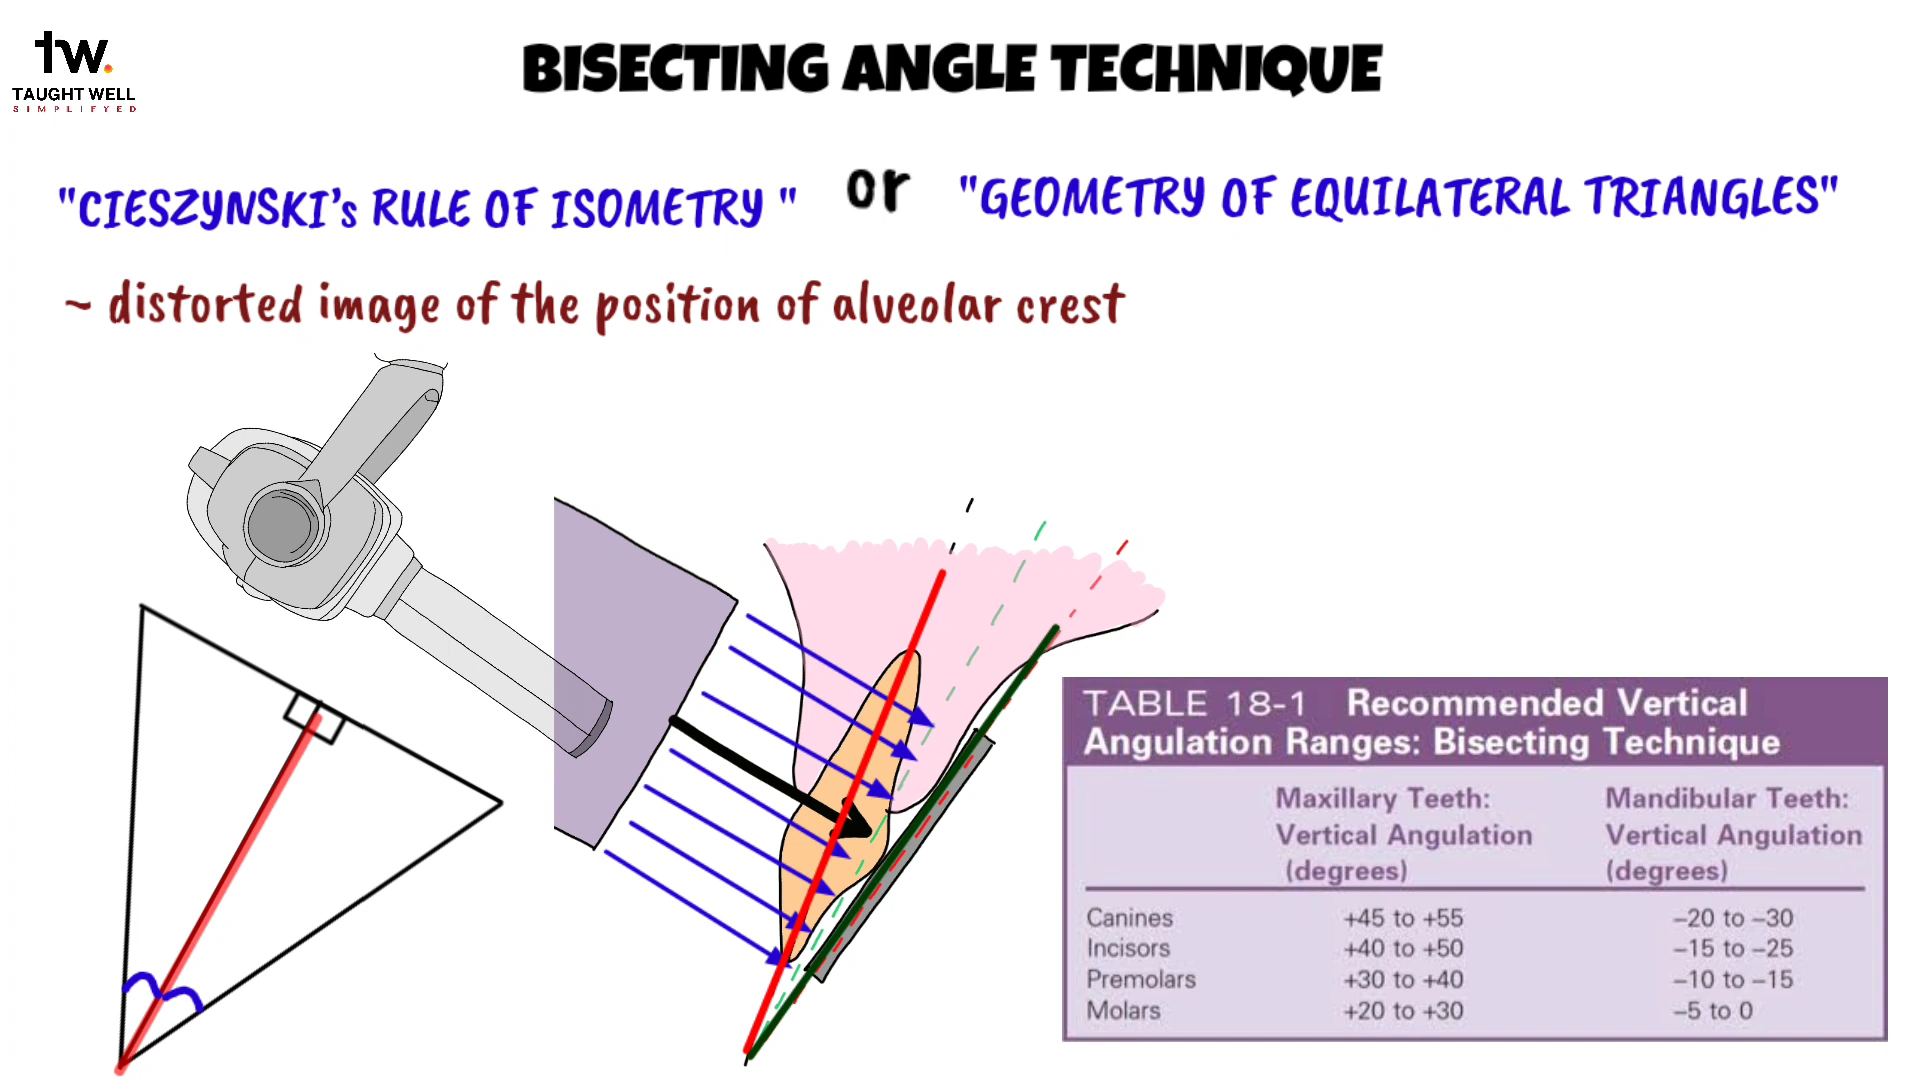 tw.
TAUGHT WELL
SIMPLIFYED
BISECTING ANGLE TECHNIQUE
"CIESZYNSKI's RULE OF ISOMETRY " or "GEOMETRY OF EQUILATERAL TRIANGLES"
~ distorted image of the position of alveolar crest
TABLE 18-1 Recommended Vertical
Angulation Ranges: Bisecting Technique
Maxillary Teeth: Mandibular Teeth:
Vertical Angulation Vertical Angulation
(degrees) (degrees)
Canines +45 to +55 –20 to –30
Incisors +40 to +50 –15 to –25
Premolars +30 to +40 –10 to –15
Molars +20 to +30 –5 to 0